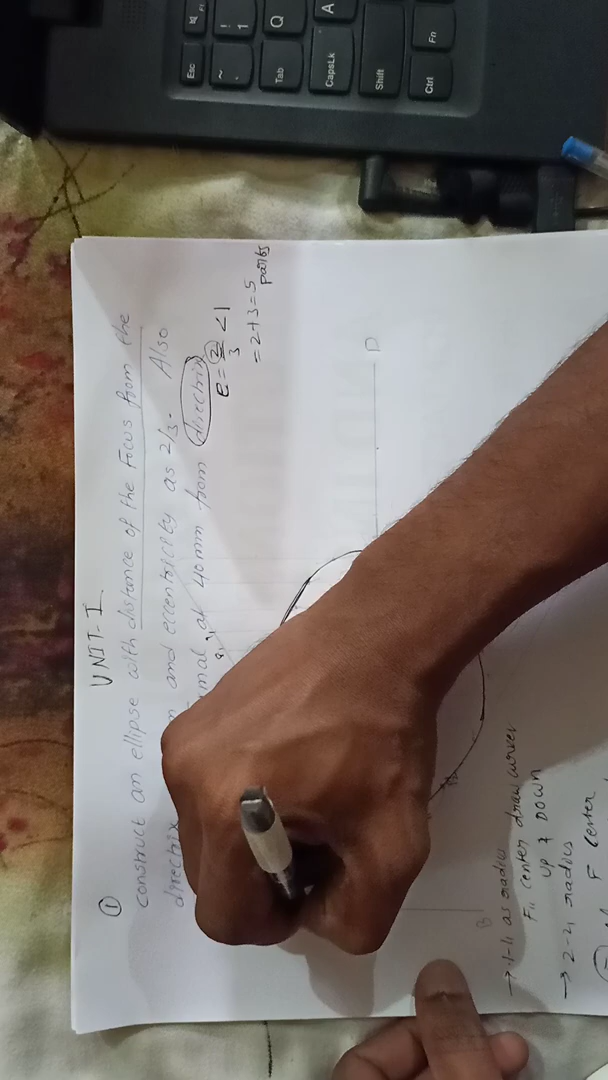 UNIT-I
①
construct an ellipse with distance of the Focus from the
directrix and eccentricity as 2/3. Also
at 40mm from directrix
e = 2/3 < 1
= 2+3=5
parts
D
B
→ 1-1, as radius
F1, center draw curves
up & DOWN
→ 2-2, radius
F center
Esc
F1
~
`
!
1
Tab
Q
CapsLk
A
Shift
Ctrl
Fn